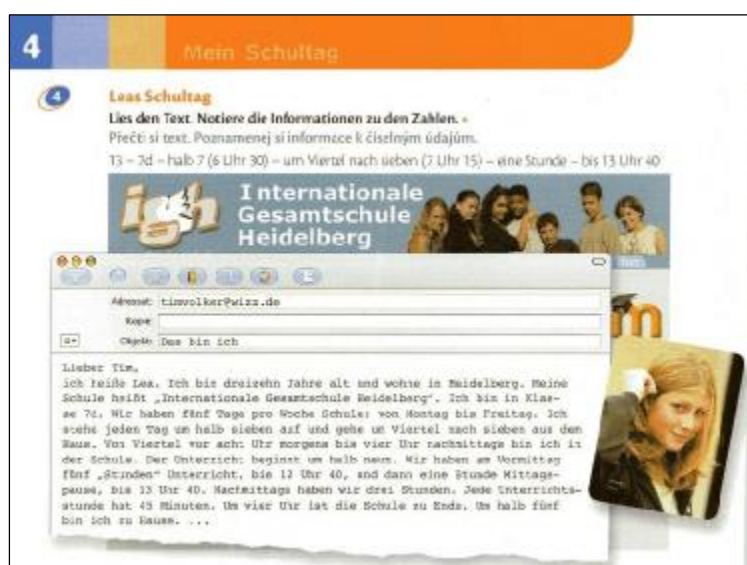 4
Mein Schultag
4
Leas Schultag
Lies den Text. Notiere die Informationen zu den Zahlen.
Přečti si text. Poznamenej si informace k číselným údajům.
13 – 7d – halb 7 (6 Uhr 30) – um Viertel nach sieben (7 Uhr 15) – eine Stunde – bis 13 Uhr 40
igh
Internationale
Gesamtschule
Heidelberg
Adressat: timvolker@wizz.de
Kopie:
Objekt: Das bin ich
Lieber Tim,
ich heiße Lea. Ich bin dreizehn Jahre alt und wohne in Heidelberg. Meine
Schule heißt „Internationale Gesamtschule Heidelberg". Ich bin in Klas-
se 7d. Wir haben fünf Tage pro Woche Schule: von Montag bis Freitag. Ich
stehe jeden Tag um halb sieben auf und gehe um Viertel nach sieben aus dem
Haus. Von Viertel vor acht Uhr morgens bis vier Uhr nachmittags bin ich in
der Schule. Der Unterricht beginnt um halb neun. Wir haben am Vormittag
fünf „Stunden" Unterricht, bis 12 Uhr 40, und dann eine Stunde Mittags-
pause, bis 13 Uhr 40. Nachmittags haben wir drei Stunden. Jede Unterrichts-
stunde hat 45 Minuten. Um vier Uhr ist die Schule zu Ende. Um halb fünf
bin ich zu Hause. ...